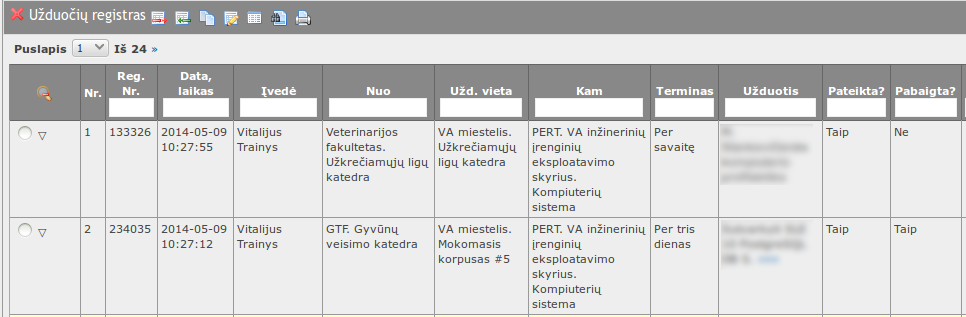 Užduočių registras
Puslapis 1 Iš 24 »
Nr. Reg. Nr. Data, laikas Įvedė Nuo Užd. vieta Kam Terminas Užduotis Pateikta? Pabaigta?
1 133326 2014-05-09 Vitalijus Veterinarijos VA miestelis. PERT. VA inžinerinių Per Taip Ne
10:27:55 Trainys fakultetas. Užkrečiamųjų įrenginių savaitę
Užkrečiamųjų ligų ligų katedra eksploatavimo
katedra skyrius.
Kompiuterių
sistema
2 234035 2014-05-09 Vitalijus GTF. Gyvūnų VA miestelis. PERT. VA inžinerinių Per tris Taip Taip
10:27:12 Trainys veisimo katedra Mokomasis įrenginių dienas
korpusas #5 eksploatavimo
skyrius.
Kompiuterių
sistema